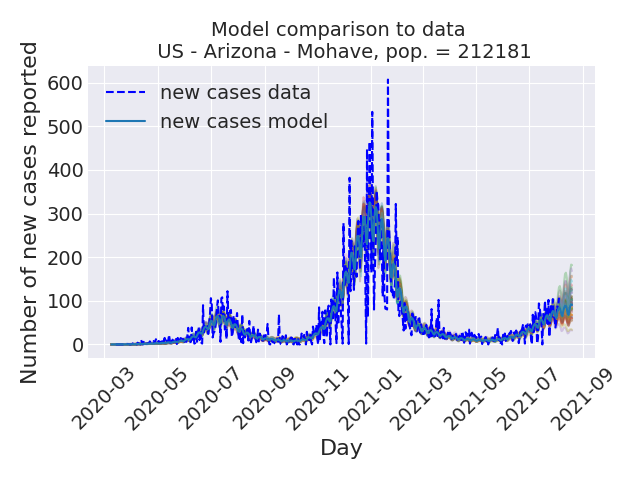 Model comparison to data
US - Arizona - Mohave, pop. = 212181
Number of new cases reported
600
500
400
300
200
100
0
new cases data
new cases model
2020-03
2020-05
2020-07
2020-09
2020-11
2021-01
2021-03
2021-05
2021-07
2021-09
Day